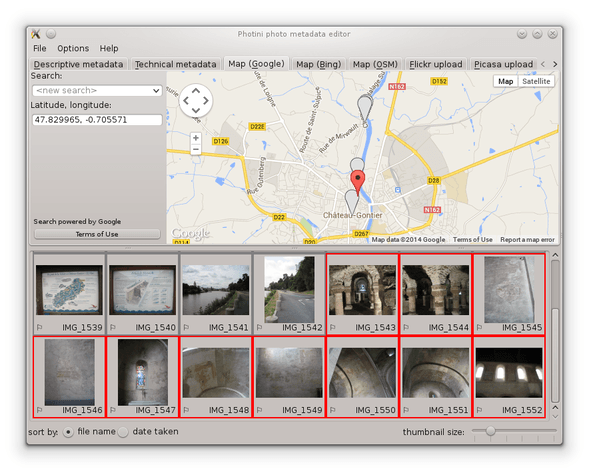 Photini photo metadata editor
File Options Help
Descriptive metadata Technical metadata Map (Google) Map (Bing) Map (OSM) Flickr upload Picasa upload
Search:
<new search>
Latitude, longitude:
47.829965, -0.705571
Search powered by Google
Terms of Use
Map Satellite
D152
N162
Route de Saint-Sulpice
D22E
Rue de Mirwault
D126
Rue Outenberg
D28
N162
Château-Gontier
D22
D267
D114
D20
Google
Map data ©2014 Google Terms of Use Report a map error
IMG_1539 IMG_1540 IMG_1541 IMG_1542 IMG_1543 IMG_1544 IMG_1545
IMG_1546 IMG_1547 IMG_1548 IMG_1549 IMG_1550 IMG_1551 IMG_1552
sort by: file name date taken thumbnail size: